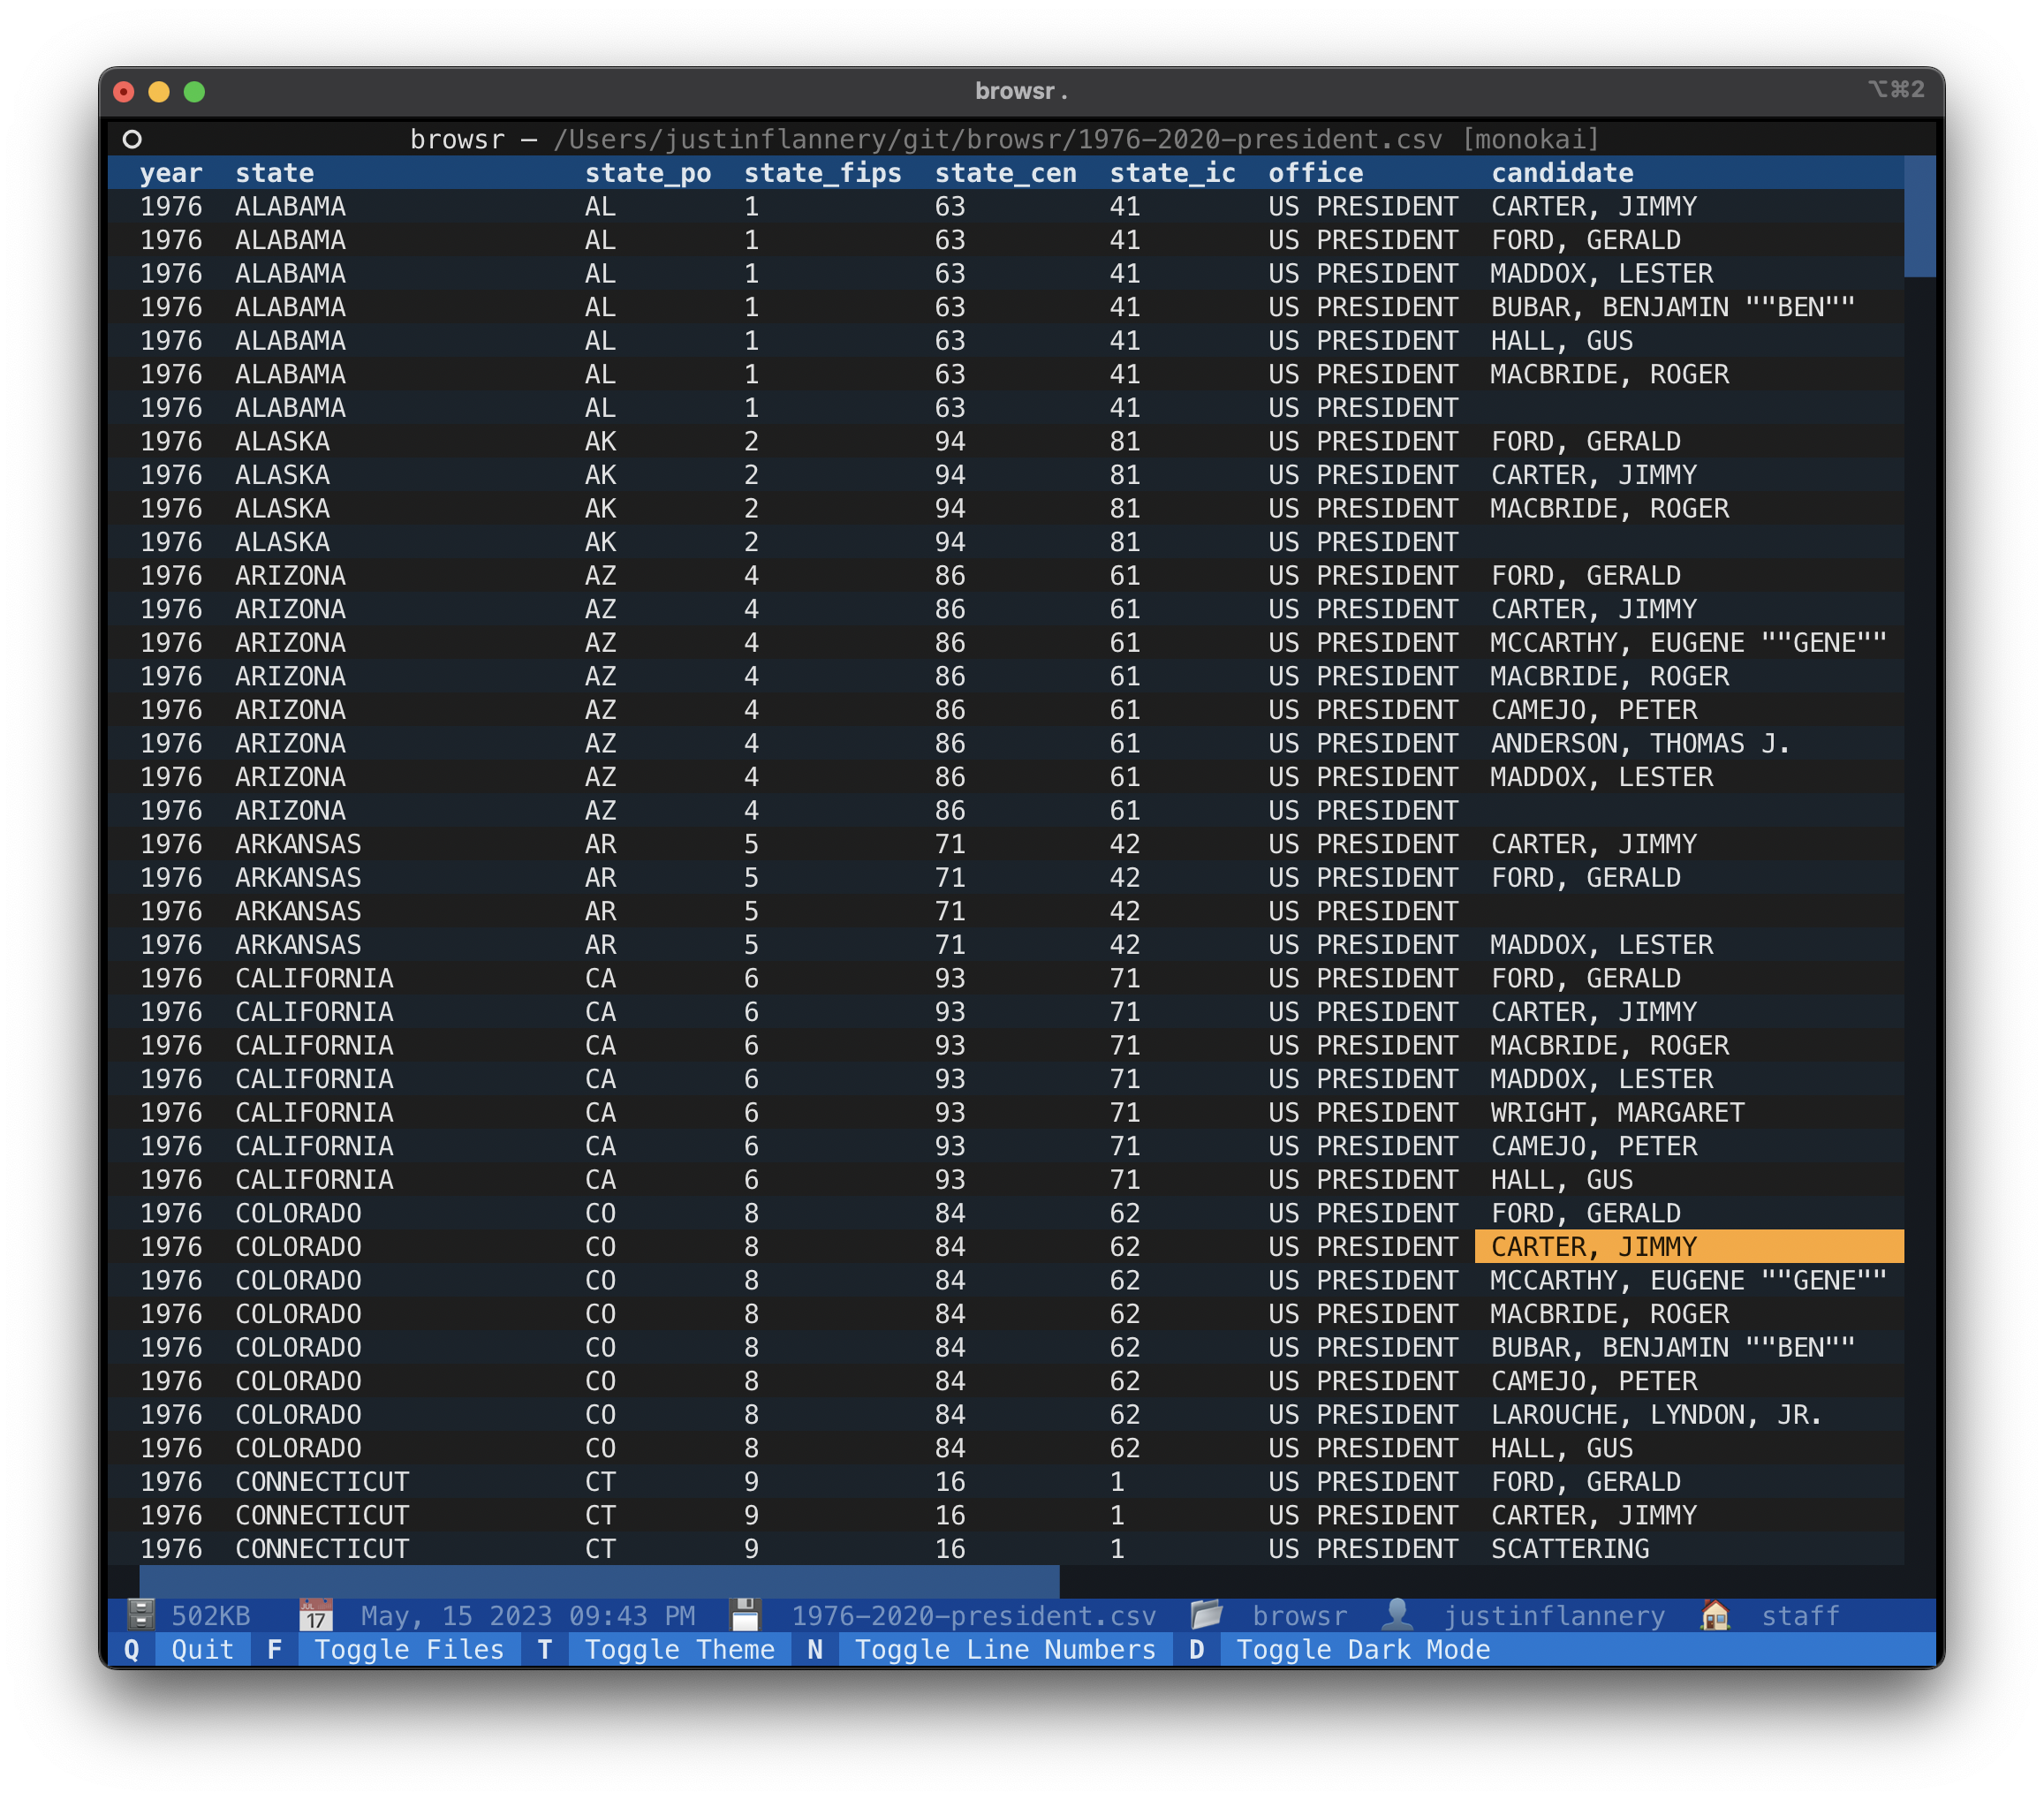 browsr . ⌥⌘2
browsr — /Users/justinflannery/git/browsr/1976-2020-president.csv [monokai]
year state state_po state_fips state_cen state_ic office candidate
1976 ALABAMA AL 1 63 41 US PRESIDENT CARTER, JIMMY
1976 ALABAMA AL 1 63 41 US PRESIDENT FORD, GERALD
1976 ALABAMA AL 1 63 41 US PRESIDENT MADDOX, LESTER
1976 ALABAMA AL 1 63 41 US PRESIDENT BUBAR, BENJAMIN ""BEN""
1976 ALABAMA AL 1 63 41 US PRESIDENT HALL, GUS
1976 ALABAMA AL 1 63 41 US PRESIDENT MACBRIDE, ROGER
1976 ALABAMA AL 1 63 41 US PRESIDENT
1976 ALASKA AK 2 94 81 US PRESIDENT FORD, GERALD
1976 ALASKA AK 2 94 81 US PRESIDENT CARTER, JIMMY
1976 ALASKA AK 2 94 81 US PRESIDENT MACBRIDE, ROGER
1976 ALASKA AK 2 94 81 US PRESIDENT
1976 ARIZONA AZ 4 86 61 US PRESIDENT FORD, GERALD
1976 ARIZONA AZ 4 86 61 US PRESIDENT CARTER, JIMMY
1976 ARIZONA AZ 4 86 61 US PRESIDENT MCCARTHY, EUGENE ""GENE""
1976 ARIZONA AZ 4 86 61 US PRESIDENT MACBRIDE, ROGER
1976 ARIZONA AZ 4 86 61 US PRESIDENT CAMEJO, PETER
1976 ARIZONA AZ 4 86 61 US PRESIDENT ANDERSON, THOMAS J.
1976 ARIZONA AZ 4 86 61 US PRESIDENT MADDOX, LESTER
1976 ARIZONA AZ 4 86 61 US PRESIDENT
1976 ARKANSAS AR 5 71 42 US PRESIDENT CARTER, JIMMY
1976 ARKANSAS AR 5 71 42 US PRESIDENT FORD, GERALD
1976 ARKANSAS AR 5 71 42 US PRESIDENT
1976 ARKANSAS AR 5 71 42 US PRESIDENT MADDOX, LESTER
1976 CALIFORNIA CA 6 93 71 US PRESIDENT FORD, GERALD
1976 CALIFORNIA CA 6 93 71 US PRESIDENT CARTER, JIMMY
1976 CALIFORNIA CA 6 93 71 US PRESIDENT MACBRIDE, ROGER
1976 CALIFORNIA CA 6 93 71 US PRESIDENT MADDOX, LESTER
1976 CALIFORNIA CA 6 93 71 US PRESIDENT WRIGHT, MARGARET
1976 CALIFORNIA CA 6 93 71 US PRESIDENT CAMEJO, PETER
1976 CALIFORNIA CA 6 93 71 US PRESIDENT HALL, GUS
1976 COLORADO CO 8 84 62 US PRESIDENT FORD, GERALD
1976 COLORADO CO 8 84 62 US PRESIDENT CARTER, JIMMY
1976 COLORADO CO 8 84 62 US PRESIDENT MCCARTHY, EUGENE ""GENE""
1976 COLORADO CO 8 84 62 US PRESIDENT MACBRIDE, ROGER
1976 COLORADO CO 8 84 62 US PRESIDENT BUBAR, BENJAMIN ""BEN""
1976 COLORADO CO 8 84 62 US PRESIDENT CAMEJO, PETER
1976 COLORADO CO 8 84 62 US PRESIDENT LAROUCHE, LYNDON, JR.
1976 COLORADO CO 8 84 62 US PRESIDENT HALL, GUS
1976 CONNECTICUT CT 9 16 1 US PRESIDENT FORD, GERALD
1976 CONNECTICUT CT 9 16 1 US PRESIDENT CARTER, JIMMY
1976 CONNECTICUT CT 9 16 1 US PRESIDENT SCATTERING
502KB JUL 17 May, 15 2023 09:43 PM 1976-2020-president.csv browsr justinflannery staff
Q Quit F Toggle Files T Toggle Theme N Toggle Line Numbers D Toggle Dark Mode